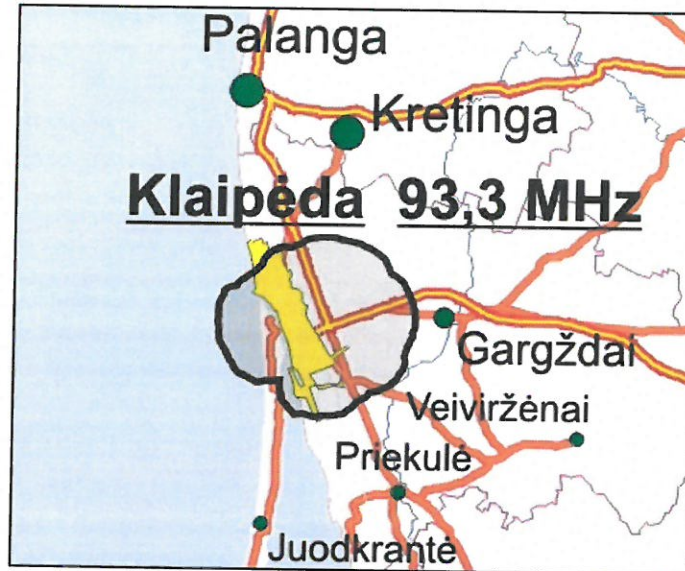 Palanga
Kretinga
Klaipėda 93,3 MHz
Gargždai
Veiviržėnai
Priekulė
Juodkrantė